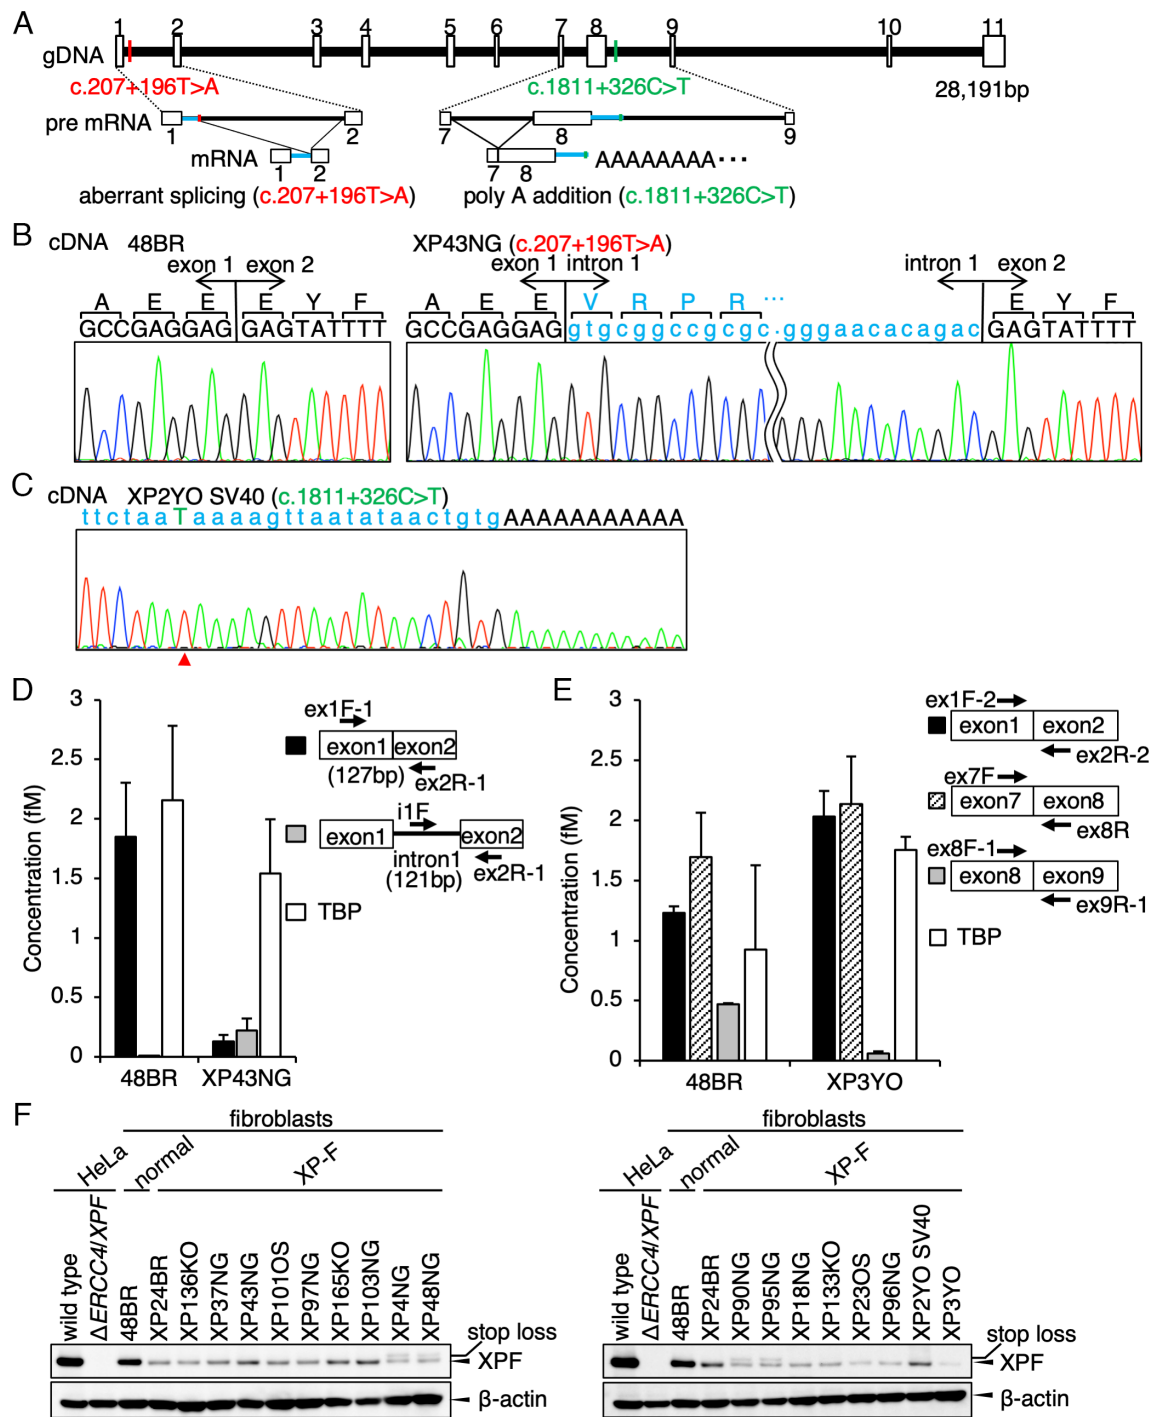 A
1 2 3 4 5 6 7 8 9 10 11
gDNA
c.207+196T>A c.1811+326C>T 28,191bp
pre mRNA
1 2 7 8 9
mRNA AAAAAAAA···
1 2 7 8
aberrant splicing (c.207+196T>A) poly A addition (c.1811+326C>T)
B
cDNA 48BR XP43NG (c.207+196T>A)
exon 1 exon 2 exon 1 intron 1 intron 1 exon 2
A E E E Y F A E E V R P R ··· E Y F
GCCGAGGAG GAGTATTTT GCCGAGGAG gtgcggccgcgc·gggaacacagac GAGTATTTT
C
cDNA XP2YO SV40 (c.1811+326C>T)
ttctaaTaaaagttaatataactgtgAAAAAAAAAAA
D
3
2.5
2
1.5
1
0.5
0
Concentration (fM)
48BR XP43NG
ex1F-1
exon1 exon2
(127bp) ex2R-1
i1F
exon1 exon2
intron1
(121bp) ex2R-1
TBP
E
3
2.5
2
1.5
1
0.5
0
Concentration (fM)
48BR XP3YO
ex1F-2
exon1 exon2
ex2R-2
ex7F
exon7 exon8
ex8R
ex8F-1
exon8 exon9
ex9R-1
TBP
F
fibroblasts
HeLa normal XP-F
wild type
ΔERCC4/XPF
48BR
XP24BR
XP136KO
XP37NG
XP43NG
XP101OS
XP97NG
XP165KO
XP103NG
XP4NG
XP48NG
stop loss
XPF
β-actin
fibroblasts
HeLa normal XP-F
wild type
ΔERCC4/XPF
48BR
XP24BR
XP90NG
XP95NG
XP18NG
XP133KO
XP23OS
XP96NG
XP2YO SV40
XP3YO
stop loss
XPF
β-actin